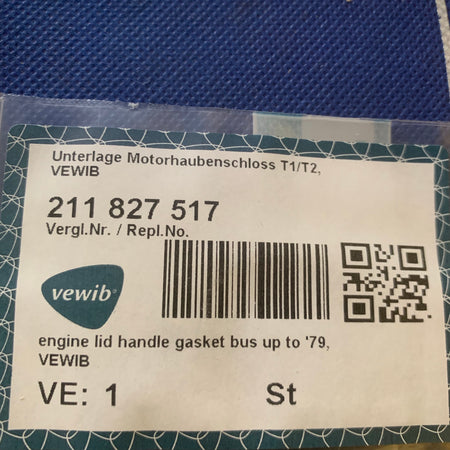 Unterlage Motorhaubenschloss T1/T2,
VEWIB
211 827 517
Vergl.Nr. / Repl.No.
vewib®
engine lid handle gasket bus up to '79,
VEWIB
VE: 1 St